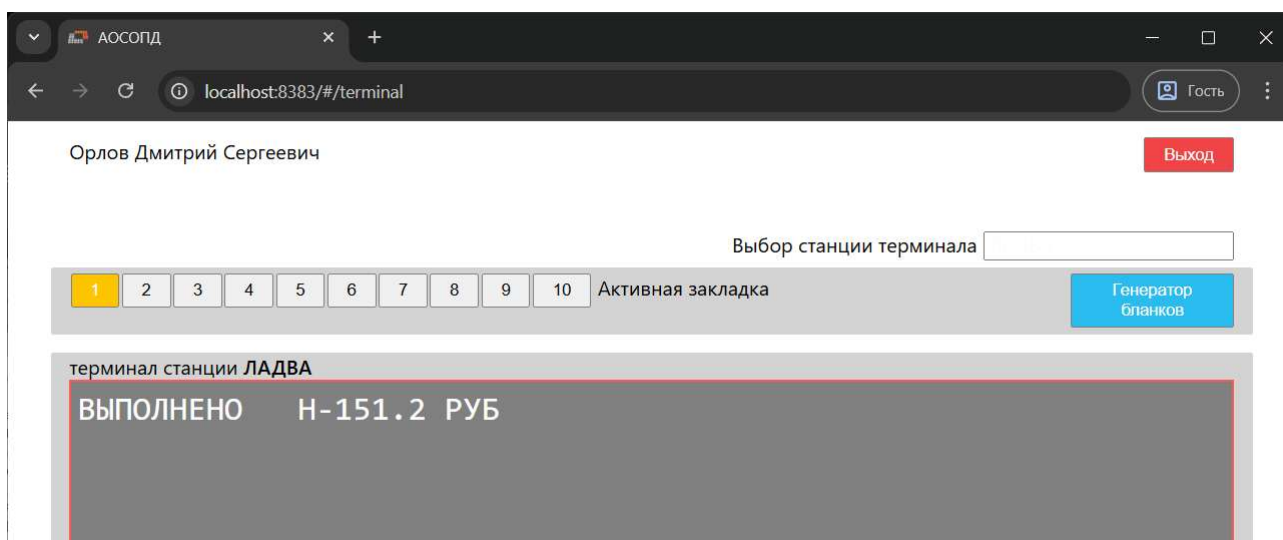 АОСОПД
localhost:8383/#/terminal
Гость
Орлов Дмитрий Сергеевич
Выход
Выбор станции терминала
1 2 3 4 5 6 7 8 9 10 Активная закладка
Генератор
бланков
терминал станции ЛАДВА
ВЫПОЛНЕНО Н-151.2 РУБ